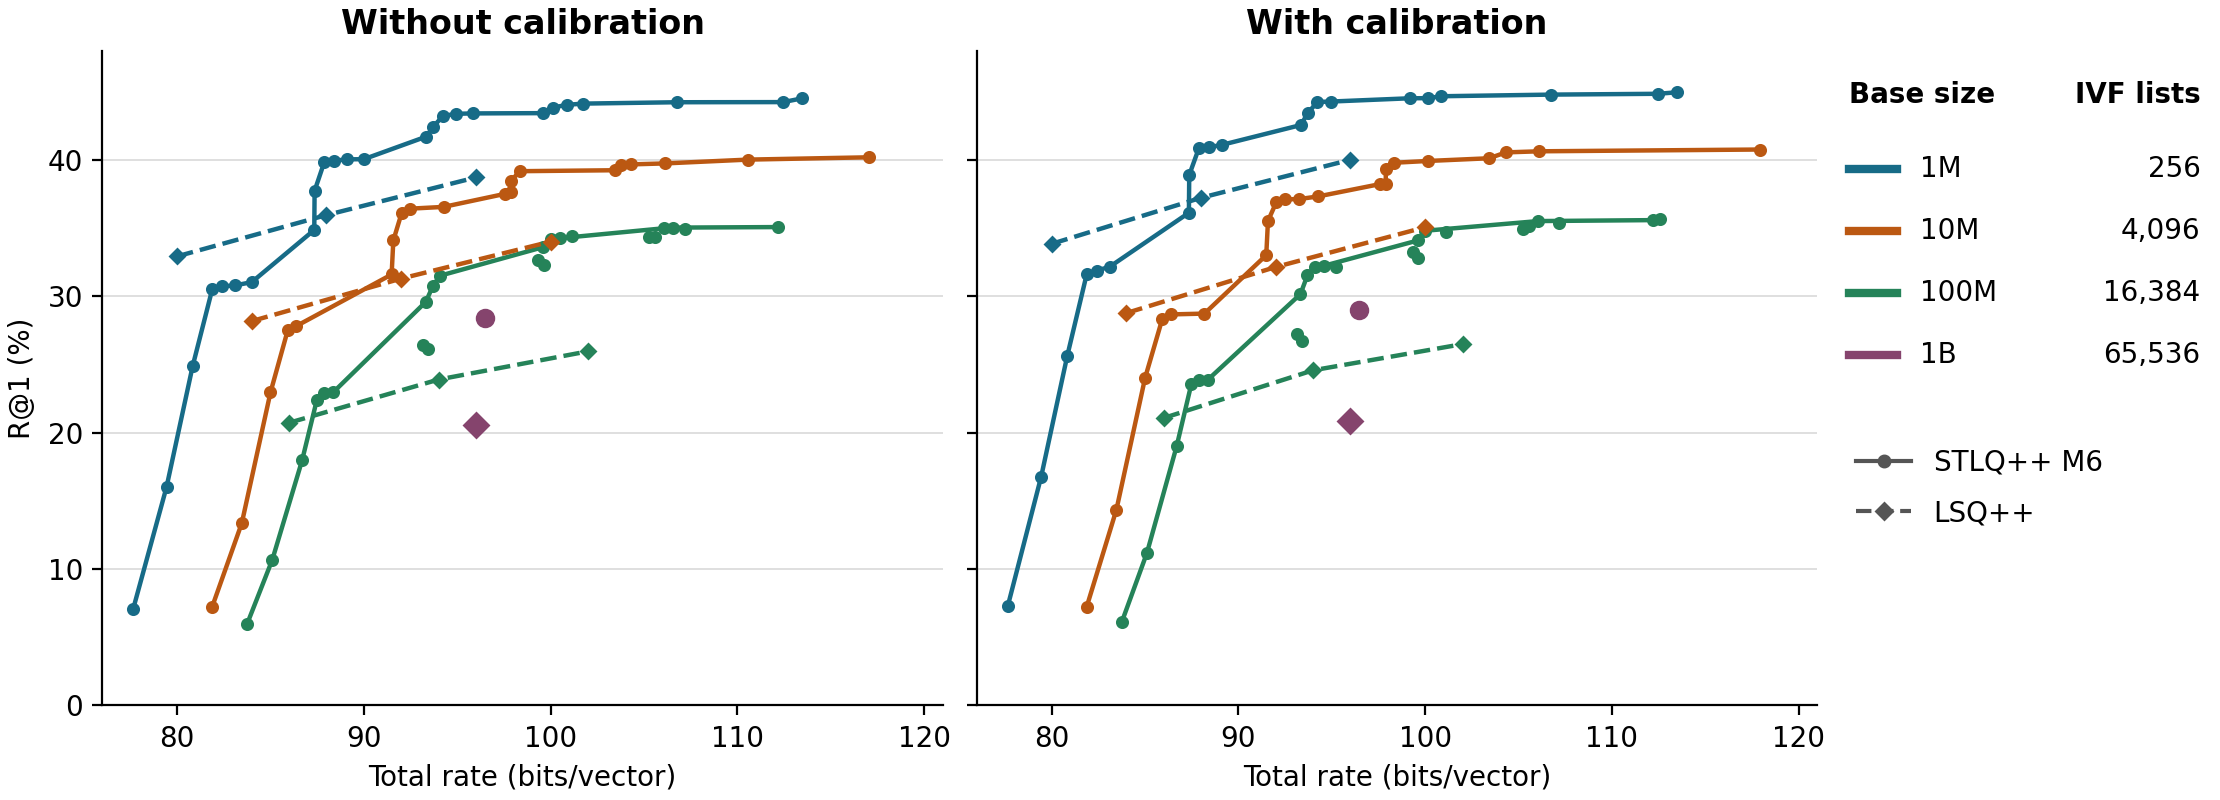 Without calibration
With calibration
R@1 (%)
40
30
20
10
0
80 90 100 110 120
80 90 100 110 120
Total rate (bits/vector)
Total rate (bits/vector)
Base size IVF lists
1M 256
10M 4,096
100M 16,384
1B 65,536
STLQ++ M6
LSQ++